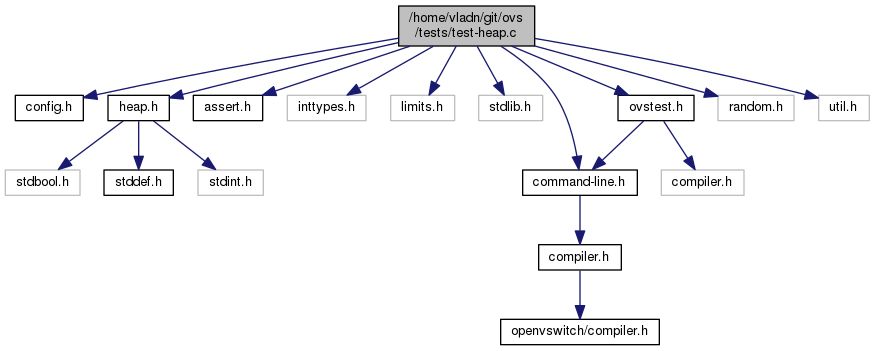 /home/vladn/git/ovs
/tests/test-heap.c
config.h
heap.h
assert.h
inttypes.h
limits.h
stdlib.h
ovstest.h
random.h
util.h
stdbool.h
stddef.h
stdint.h
command-line.h
compiler.h
compiler.h
openvswitch/compiler.h